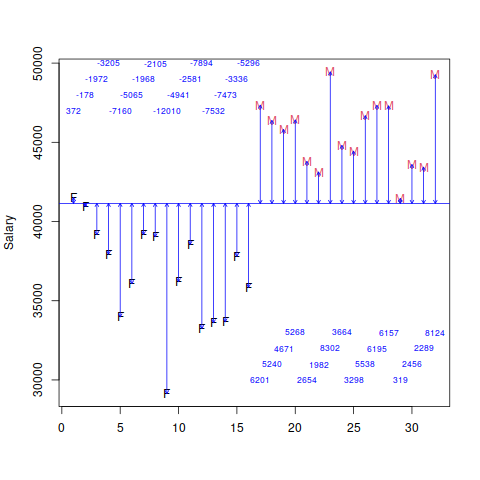 50000
-3205 -2105 -7894 -5296
-1972 -1968 -2581 -3336
-178 -5065 -4941 -7473
372 -7160 -12010 -7532
M M M M M M M M M M M M M M M M
45000
Salary
40000
F F F F F F F F F F F F F F F F
35000
5268 3664 6157 8124
4671 8302 6195 2289
5240 1982 5538 2456
6201 2654 3298 319
30000
0 5 10 15 20 25 30